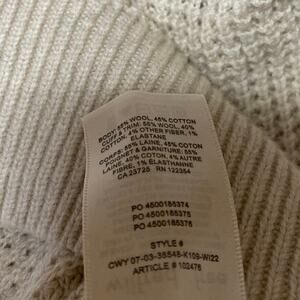 BODY: 55% WOOL, 45% COTTON
CUFF & TRIM: 55% WOOL, 40%
COTTON, 4% OTHER FIBER, 1%
ELASTANE
CORPS: 55% LAINE, 45% COTON
POIGNET & GARNITURE: 55%
LAINE, 40% COTON, 4% AUTRE
FIBRE, 1% ÉLASTHANNE
CA 23725 RN 122354
PO 4500185374
PO 4500185375
PO 4500185376
STYLE #
CWY 07-03-35548-K109-WI22
ARTICLE # 102476